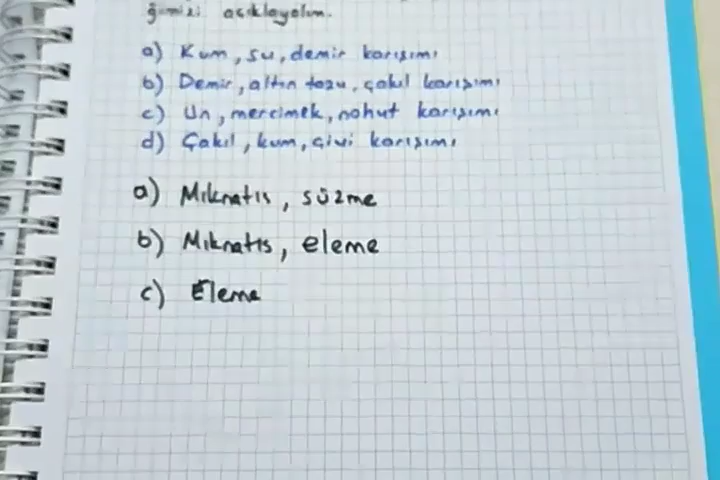 ğimizi açıklayalım.
a) Kum, su, demir karışımı
b) Demir, altın tozu, çakıl karışımı
c) Un, mercimek, nohut karışımı
d) Çakıl, kum, çivi karışımı
a) Mıknatıs, süzme
b) Mıknatıs, eleme
c) Eleme